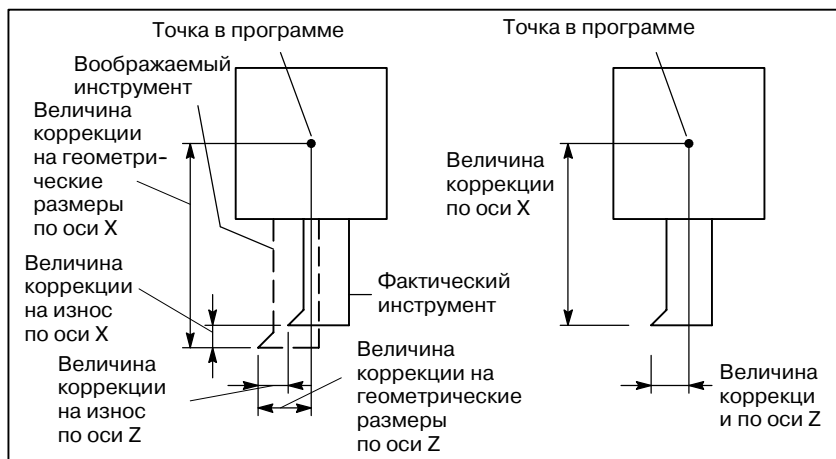 Точка в программе
Воображаемый
инструмент
Величина
коррекции
на геометри-
ческие
размеры
по оси X
Величина
коррекции
на износ
по оси X
Величина
коррекции
на износ
по оси Z
Фактический
инструмент
Величина
коррекции на
геометрические
размеры
по оси Z
Точка в программе
Величина
коррекции
по оси X
Величина
коррекци
и по оси Z